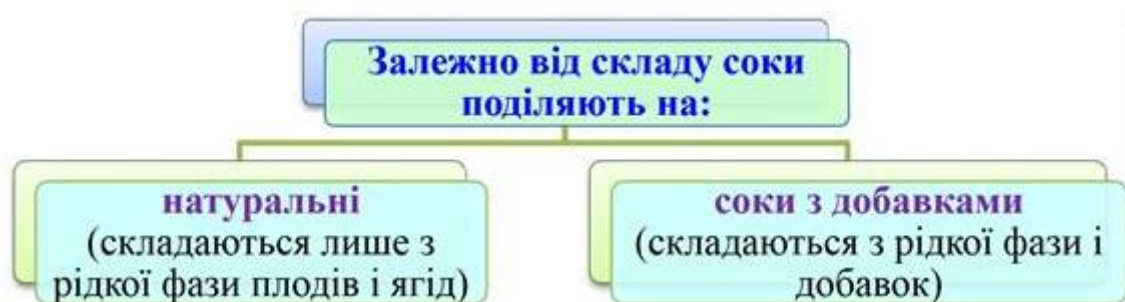 Залежно від складу соки
поділяють на:
натуральні
(складаються лише з
рідкої фази плодів і ягід)
соки з добавками
(складаються з рідкої фази і
добавок)